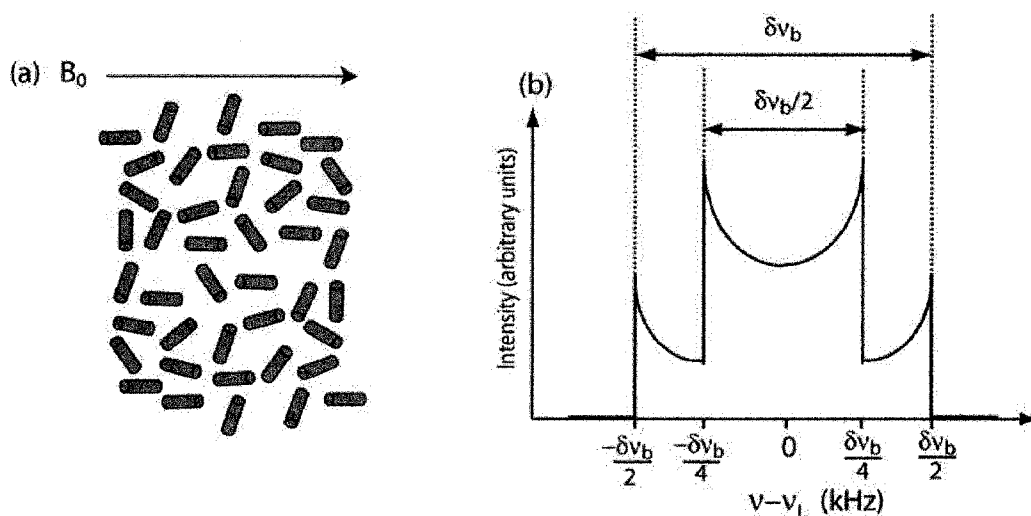 (a) B₀
(b)
δν_b
δν_b/2
Intensity (arbitrary units)
−δν_b/2 −δν_b/4 0 δν_b/4 δν_b/2
ν−ν_L (kHz)